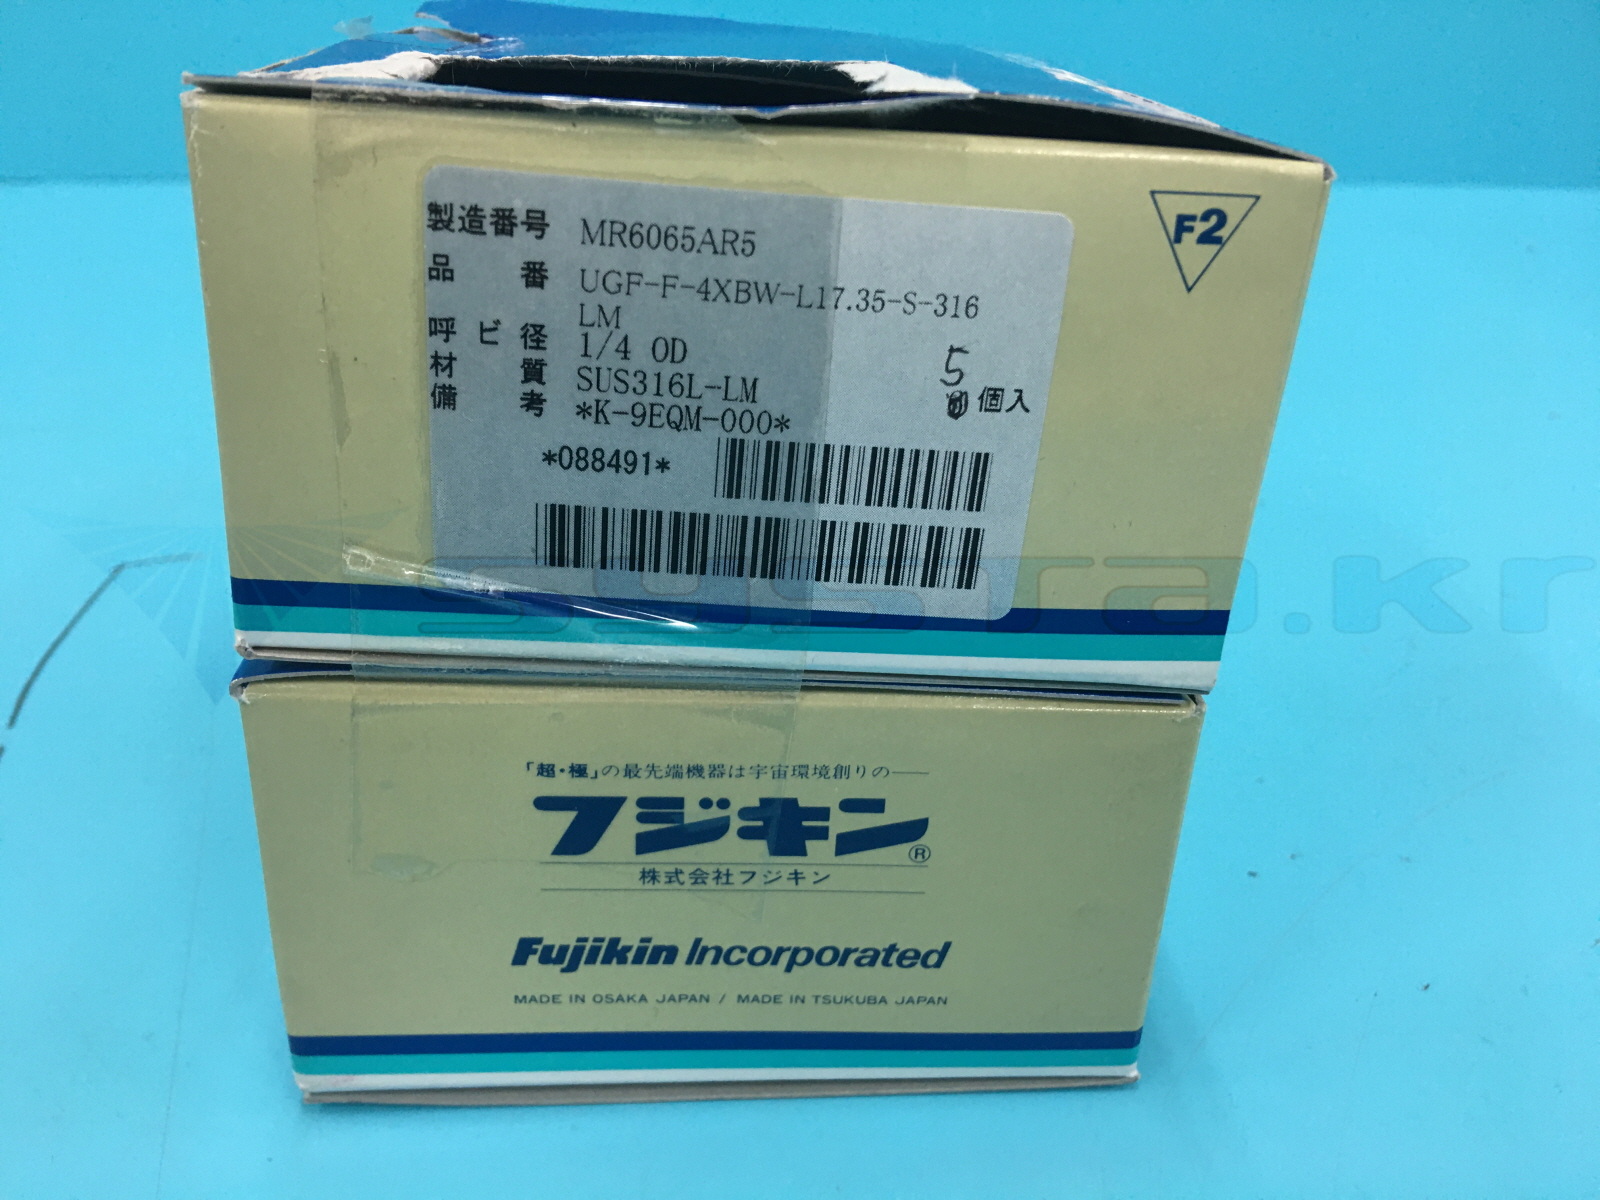 F2
製造番号 MR6065AR5
品番 UGF-F-4XBW-L17.35-S-316
LM
呼ビ径 1/4 OD
材質 SUS316L-LM
5
備考 *K-9EQM-000* 個入
*088491*
systa.kr
「超・極」の最先端機器は宇宙環境創りの――
フジキン®
株式会社フジキン
Fujikin Incorporated
MADE IN OSAKA JAPAN / MADE IN TSUKUBA JAPAN